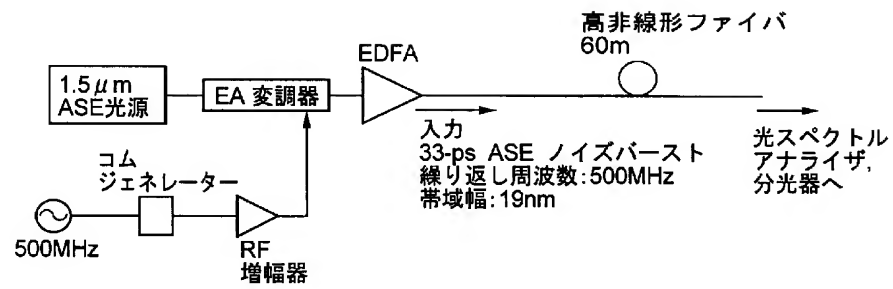 高非線形ファイバ
60m
EDFA
1.5μm
ASE光源
EA 変調器
入力
33-ps ASE ノイズバースト
繰り返し周波数:500MHz
帯域幅:19nm
光スペクトル
アナライザ,
分光器へ
コム
ジェネレーター
500MHz
RF
増幅器